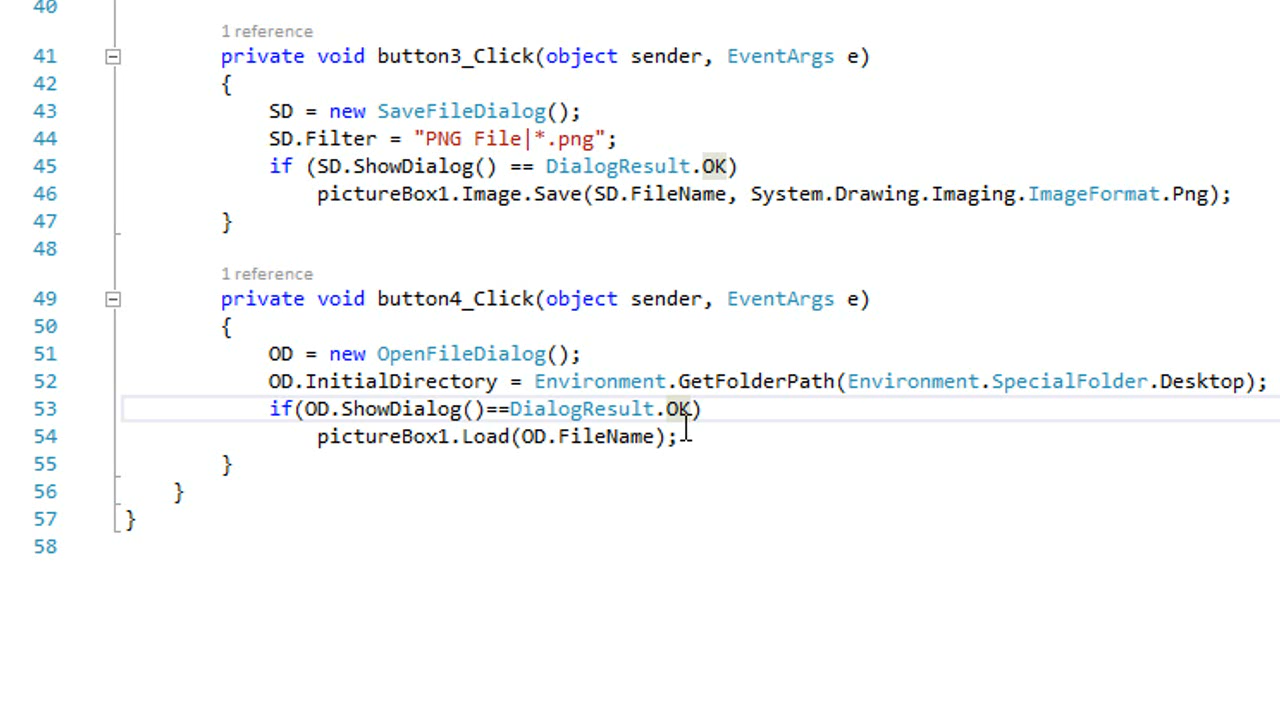 40
1 reference
41 private void button3_Click(object sender, EventArgs e)
42 {
43 SD = new SaveFileDialog();
44 SD.Filter = "PNG File|*.png";
45 if (SD.ShowDialog() == DialogResult.OK)
46 pictureBox1.Image.Save(SD.FileName, System.Drawing.Imaging.ImageFormat.Png);
47 }
48
1 reference
49 private void button4_Click(object sender, EventArgs e)
50 {
51 OD = new OpenFileDialog();
52 OD.InitialDirectory = Environment.GetFolderPath(Environment.SpecialFolder.Desktop);
53 if(OD.ShowDialog()==DialogResult.OK)
54 pictureBox1.Load(OD.FileName);
55 }
56 }
57 }
58